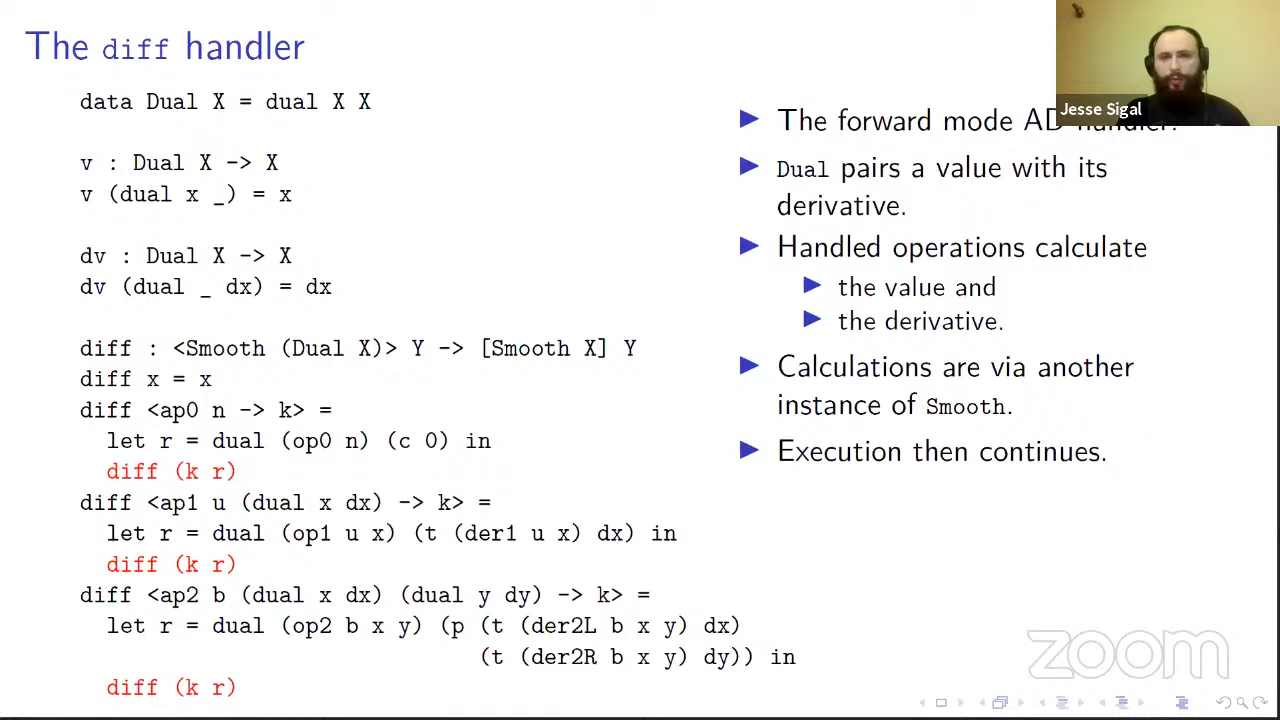 The diff handler
data Dual X = dual X X
v : Dual X -> X
v (dual x _) = x
dv : Dual X -> X
dv (dual _ dx) = dx
diff : <Smooth (Dual X)> Y -> [Smooth X] Y
diff x = x
diff <ap0 n -> k> =
let r = dual (op0 n) (c 0) in
diff (k r)
diff <ap1 u (dual x dx) -> k> =
let r = dual (op1 u x) (t (der1 u x) dx) in
diff (k r)
diff <ap2 b (dual x dx) (dual y dy) -> k> =
let r = dual (op2 b x y) (p (t (der2L b x y) dx)
(t (der2R b x y) dy)) in
diff (k r)
Jesse Sigal
The forward mode AD handler.
Dual pairs a value with its
derivative.
Handled operations calculate
the value and
the derivative.
Calculations are via another
instance of Smooth.
Execution then continues.
zoom